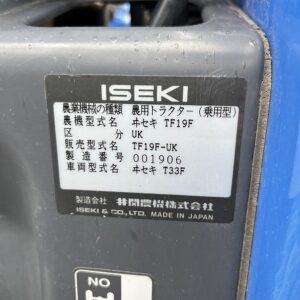 ISEKI
農業機械の種類 農用トラクター（乗用型）
農機型式名 ヰセキ TF19F
区分 UK
販売型式名 TF19F-UK
製造番号 001906
車両型式名 ヰセキ T33F
製造会社 井関農機株式会社
ISEKI & CO., LTD. MADE IN JAPAN
NO